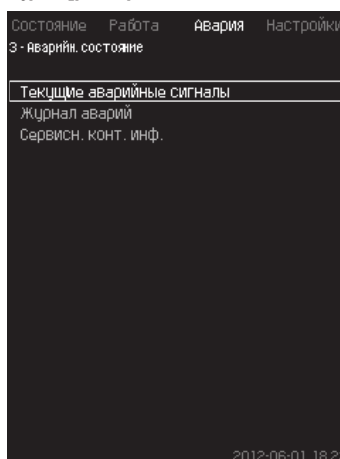 Состояние Работа Авария Настройки
3 - Аварийн. состояние
Текущие аварийные сигналы
Журнал аварий
Сервисн. конт. инф.
2012-06-01 18:2